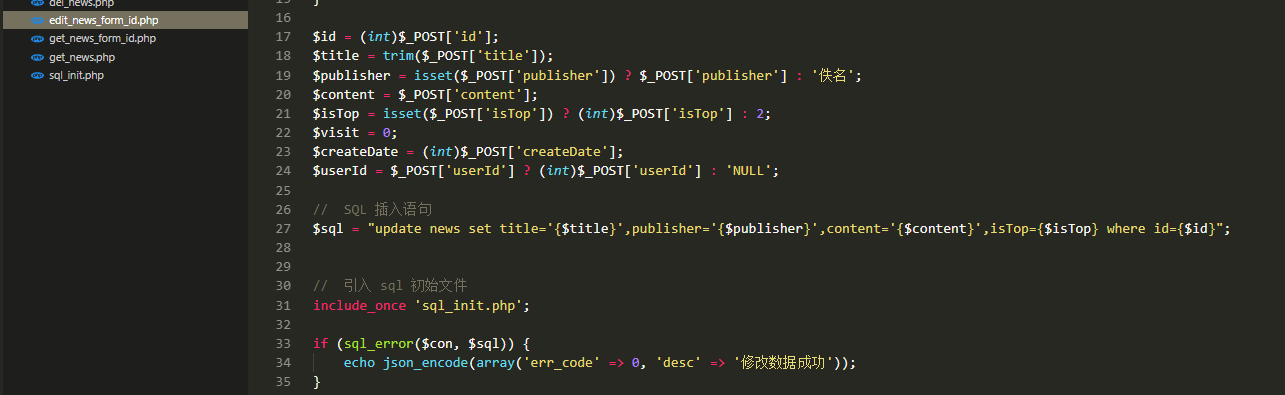 del_news.php
edit_news_form_id.php
get_news_form_id.php
get_news.php
sql_init.php
15 }
16
17 $id = (int)$_POST['id'];
18 $title = trim($_POST['title']);
19 $publisher = isset($_POST['publisher']) ? $_POST['publisher'] : '佚名';
20 $content = $_POST['content'];
21 $isTop = isset($_POST['isTop']) ? (int)$_POST['isTop'] : 2;
22 $visit = 0;
23 $createDate = (int)$_POST['createDate'];
24 $userId = $_POST['userId'] ? (int)$_POST['userId'] : 'NULL';
25
26 // SQL 插入语句
27 $sql = "update news set title='{$title}',publisher='{$publisher}',content='{$content}',isTop={$isTop} where id={$id}";
28
29
30 // 引入 sql 初始文件
31 include_once 'sql_init.php';
32
33 if (sql_error($con, $sql)) {
34 echo json_encode(array('err_code' => 0, 'desc' => '修改数据成功'));
35 }